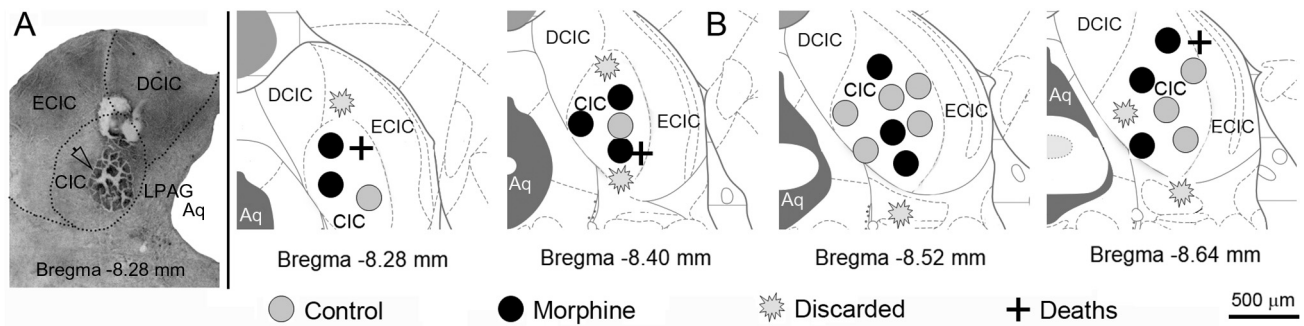 A
ECIC
DCIC
CIC
LPAG
Aq
Bregma -8.28 mm
B
DCIC
ECIC
CIC
Aq
Bregma -8.28 mm
DCIC
CIC
ECIC
Aq
Bregma -8.40 mm
DCIC
CIC
ECIC
Aq
Bregma -8.52 mm
DCIC
CIC
ECIC
Aq
Bregma -8.64 mm
Control
Morphine
Discarded
Deaths
500 μm